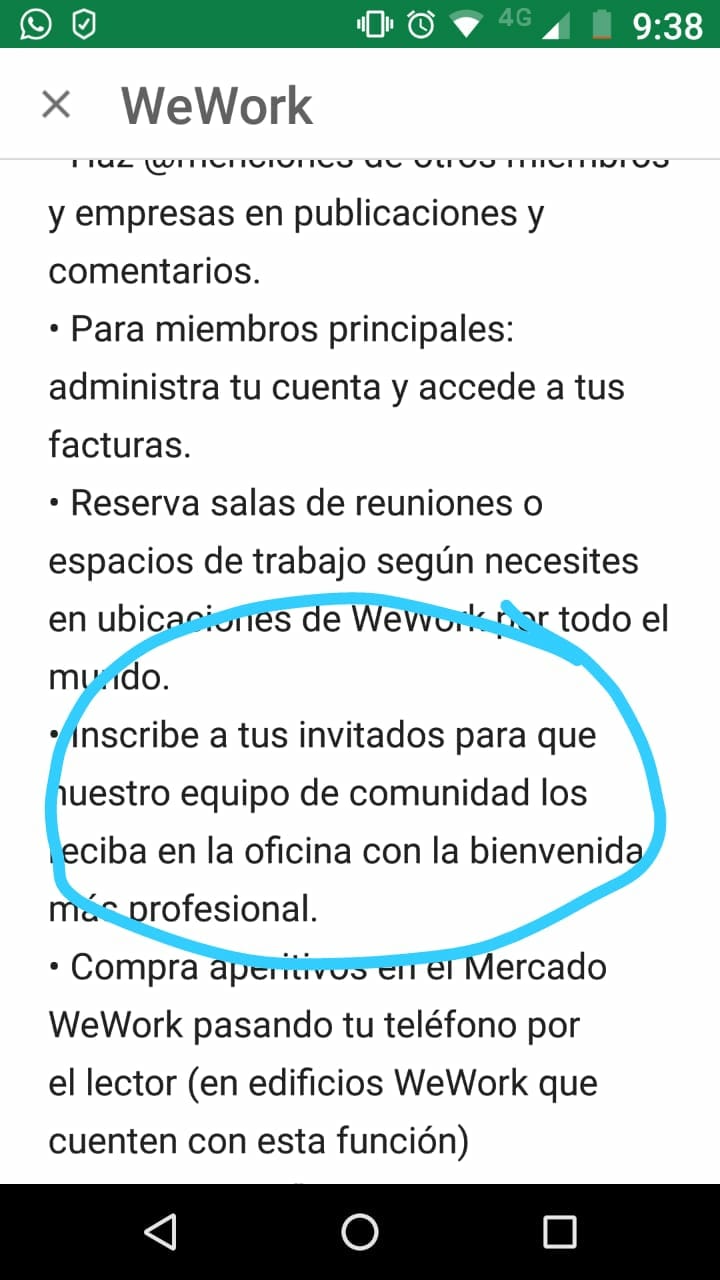 4G 9:38
WeWork
y empresas en publicaciones y
comentarios.
• Para miembros principales:
administra tu cuenta y accede a tus
facturas.
• Reserva salas de reuniones o
espacios de trabajo según necesites
en ubicaciones de WeWork por todo el
mundo.
• Inscribe a tus invitados para que
nuestro equipo de comunidad los
reciba en la oficina con la bienvenida
más profesional.
• Compra aperitivos en el Mercado
WeWork pasando tu teléfono por
el lector (en edificios WeWork que
cuenten con esta función)